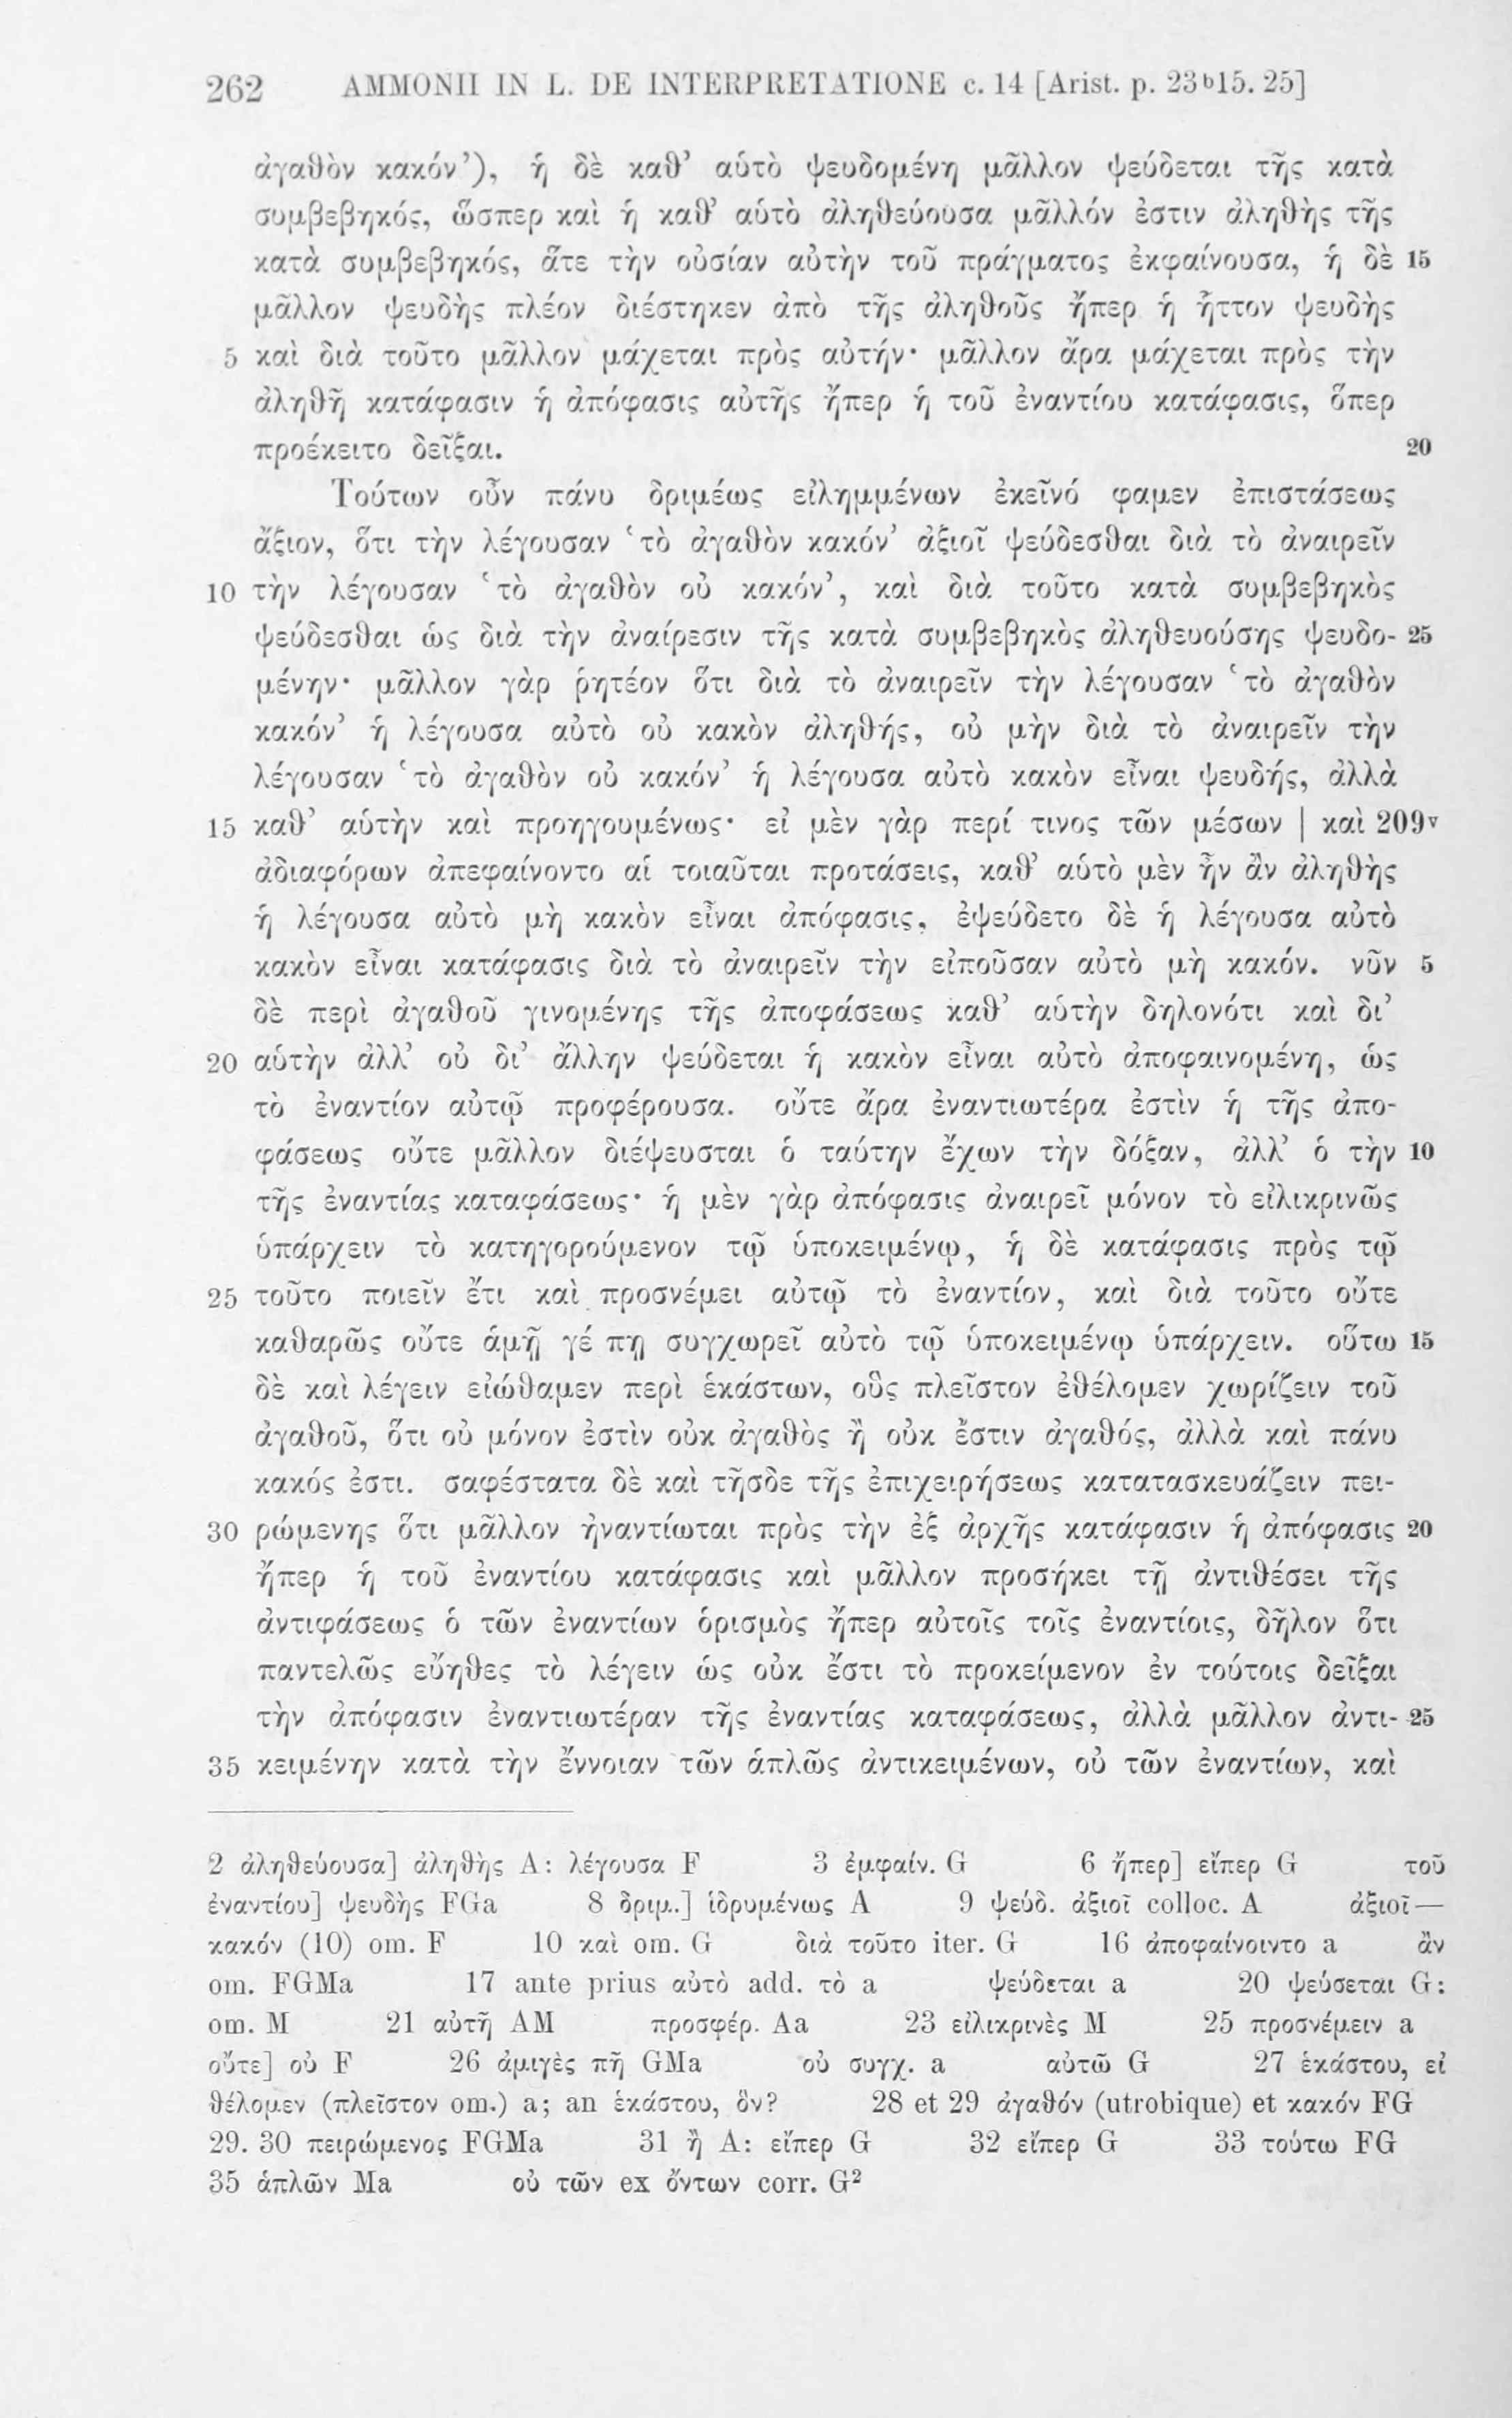 262 AMMONII IN L. DE INTERPRETATIONE c. 14 [Arist. p. 23ᵇ15. 25]
ἀγαθὸν κακόν’), ἡ δὲ καθ’ αὑτὸ ψευδομένη μᾶλλον ψεύδεται τῆς κατὰ
συμβεβηκός, ὥσπερ καὶ ἡ καθ’ αὑτὸ ἀληθεύουσα μᾶλλόν ἐστιν ἀληθὴς τῆς
κατὰ συμβεβηκός, ἅτε τὴν οὐσίαν αὐτὴν τοῦ πράγματος ἐκφαίνουσα, ἡ δὲ 15
μᾶλλον ψευδὴς πλέον διέστηκεν ἀπὸ τῆς ἀληθοῦς ἤπερ ἡ ἧττον ψευδὴς
5 καὶ διὰ τοῦτο μᾶλλον μάχεται πρὸς αὐτήν· μᾶλλον ἄρα μάχεται πρὸς τὴν
ἀληθῆ κατάφασιν ἡ ἀπόφασις αὐτῆς ἤπερ ἡ τοῦ ἐναντίου κατάφασις, ὅπερ
προέκειτο δεῖξαι. 20
Τούτων οὖν πάνυ δριμέως εἰλημμένων ἐκεῖνό φαμεν ἐπιστάσεως
ἄξιον, ὅτι τὴν λέγουσαν ‘τὸ ἀγαθὸν κακόν’ ἀξιοῖ ψεύδεσθαι διὰ τὸ ἀναιρεῖν
10 τὴν λέγουσαν ‘τὸ ἀγαθὸν οὐ κακόν’, καὶ διὰ τοῦτο κατὰ συμβεβηκὸς
ψεύδεσθαι ὡς διὰ τὴν ἀναίρεσιν τῆς κατὰ συμβεβηκὸς ἀληθευούσης ψευδο- 25
μένην· μᾶλλον γὰρ ῥητέον ὅτι διὰ τὸ ἀναιρεῖν τὴν λέγουσαν ‘τὸ ἀγαθὸν
κακόν’ ἡ λέγουσα αὐτὸ οὐ κακὸν ἀληθής, οὐ μὴν διὰ τὸ ἀναιρεῖν τὴν
λέγουσαν ‘τὸ ἀγαθὸν οὐ κακόν’ ἡ λέγουσα αὐτὸ κακὸν εἶναι ψευδής, ἀλλὰ
15 καθ’ αὑτὴν καὶ προηγουμένως· εἰ μὲν γὰρ περί τινος τῶν μέσων | καὶ 209ᵛ
ἀδιαφόρων ἀπεφαίνοντο αἱ τοιαῦται προτάσεις, καθ’ αὑτὸ μὲν ἦν ἂν ἀληθὴς
ἡ λέγουσα αὐτὸ μὴ κακὸν εἶναι ἀπόφασις, ἐψεύδετο δὲ ἡ λέγουσα αὐτὸ
κακὸν εἶναι κατάφασις διὰ τὸ ἀναιρεῖν τὴν εἰποῦσαν αὐτὸ μὴ κακόν. νῦν 5
δὲ περὶ ἀγαθοῦ γινομένης τῆς ἀποφάσεως καθ’ αὑτὴν δηλονότι καὶ δι’
20 αὑτὴν ἀλλ’ οὐ δι’ ἄλλην ψεύδεται ἡ κακὸν εἶναι αὐτὸ ἀποφαινομένη, ὡς
τὸ ἐναντίον αὐτῷ προφέρουσα. οὔτε ἄρα ἐναντιωτέρα ἐστὶν ἡ τῆς ἀπο-
φάσεως οὔτε μᾶλλον διέψευσται ὁ ταύτην ἔχων τὴν δόξαν, ἀλλ’ ὁ τὴν 10
τῆς ἐναντίας καταφάσεως· ἡ μὲν γὰρ ἀπόφασις ἀναιρεῖ μόνον τὸ εἰλικρινῶς
ὑπάρχειν τὸ κατηγορούμενον τῷ ὑποκειμένῳ, ἡ δὲ κατάφασις πρὸς τῷ
25 τοῦτο ποιεῖν ἔτι καὶ προσνέμει αὐτῷ τὸ ἐναντίον, καὶ διὰ τοῦτο οὔτε
καθαρῶς οὔτε ἁμῇ γέ πῃ συγχωρεῖ αὐτὸ τῷ ὑποκειμένῳ ὑπάρχειν. οὕτω 15
δὲ καὶ λέγειν εἰώθαμεν περὶ ἑκάστων, οὓς πλεῖστον ἐθέλομεν χωρίζειν τοῦ
ἀγαθοῦ, ὅτι οὐ μόνον ἐστὶν οὐκ ἀγαθὸς ἢ οὐκ ἔστιν ἀγαθός, ἀλλὰ καὶ πάνυ
κακός ἐστι. σαφέστατα δὲ καὶ τῆσδε τῆς ἐπιχειρήσεως κατατασκευάζειν πει-
30 ρώμενης ὅτι μᾶλλον ἠναντίωται πρὸς τὴν ἐξ ἀρχῆς κατάφασιν ἡ ἀπόφασις 20
ἤπερ ἡ τοῦ ἐναντίου κατάφασις καὶ μᾶλλον προσήκει τῇ ἀντιθέσει τῆς
ἀντιφάσεως ὁ τῶν ἐναντίων ὁρισμὸς ἤπερ αὐτοῖς τοῖς ἐναντίοις, δῆλον ὅτι
παντελῶς εὔηθες τὸ λέγειν ὡς οὐκ ἔστι τὸ προκείμενον ἐν τούτοις δεῖξαι
τὴν ἀπόφασιν ἐναντιωτέραν τῆς ἐναντίας καταφάσεως, ἀλλὰ μᾶλλον ἀντι- 25
35 κειμένην κατὰ τὴν ἔννοιαν τῶν ἁπλῶς ἀντικειμένων, οὐ τῶν ἐναντίων, καὶ
2 ἀληθεύουσα] ἀληθὴς A: λέγουσα F 3 ἐμφαίν. G 6 ἤπερ] εἴπερ G τοῦ
ἐναντίου] ψευδὴς FGa 8 δριμ.] ἱδρυμένως A 9 ψεύδ. ἀξιοῖ colloc. A ἀξιοῖ—
κακόν (10) om. F 10 καὶ om. G διὰ τοῦτο iter. G 16 ἀποφαίνοιντο a ἂν
om. FGMa 17 ante prius αὐτὸ add. τὸ a ψεύδεται a 20 ψεύσεται G:
om. M 21 αὐτῆ AM προσφέρ. Aa 23 εἰλικρινὲς M 25 προσνέμειν a
οὔτε] οὐ F 26 ἀμιγὲς πῆ GMa οὐ συγχ. a αὐτῶ G 27 ἑκάστου, εἰ
θέλομεν (πλεῖστον om.) a; an ἑκάστου, ὃν? 28 et 29 ἀγαθόν (utrobique) et κακόν FG
29. 30 πειρώμενος FGMa 31 ἢ A: εἴπερ G 32 εἴπερ G 33 τούτω FG
35 ἁπλῶν Ma οὐ τῶν ex ὄντων corr. G²